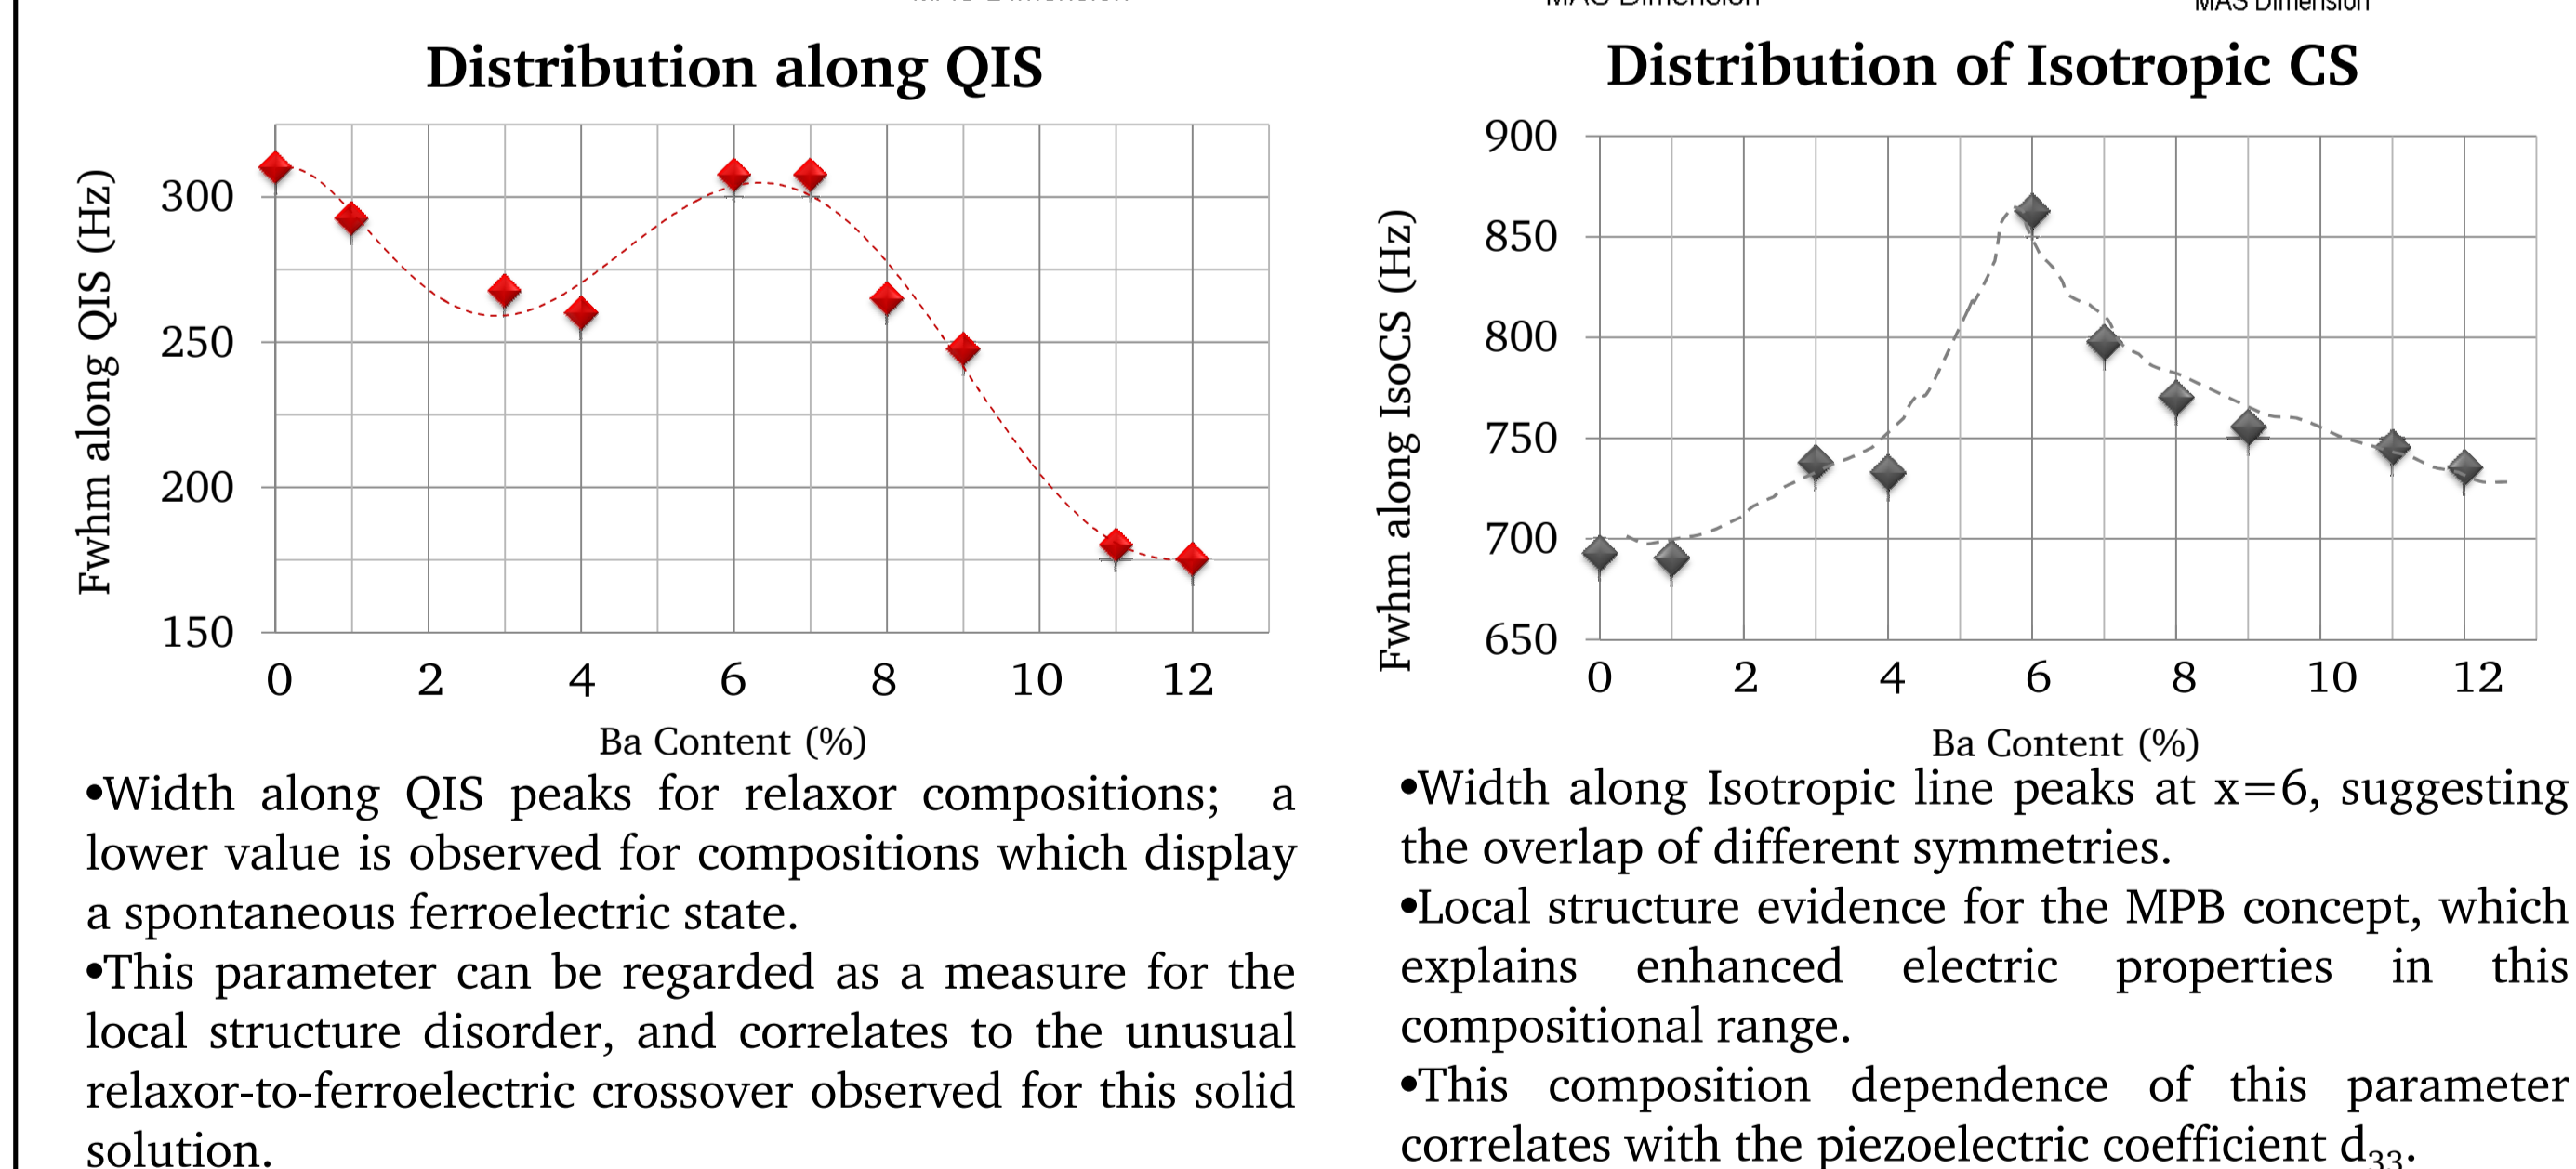 MAS Dimension
MAS Dimension
MAS Dimension
Distribution along QIS
Fwhm along QIS (Hz)
300
250
200
150
0 2 4 6 8 10 12
Ba Content (%)
•Width along QIS peaks for relaxor compositions; a
lower value is observed for compositions which display
a spontaneous ferroelectric state.
•This parameter can be regarded as a measure for the
local structure disorder, and correlates to the unusual
relaxor-to-ferroelectric crossover observed for this solid
solution.
Distribution of Isotropic CS
Fwhm along IsoCS (Hz)
900
850
800
750
700
650
0 2 4 6 8 10 12
Ba Content (%)
•Width along Isotropic line peaks at x=6, suggesting
the overlap of different symmetries.
•Local structure evidence for the MPB concept, which
explains enhanced electric properties in this
compositional range.
•This composition dependence of this parameter
correlates with the piezoelectric coefficient d₃₃.